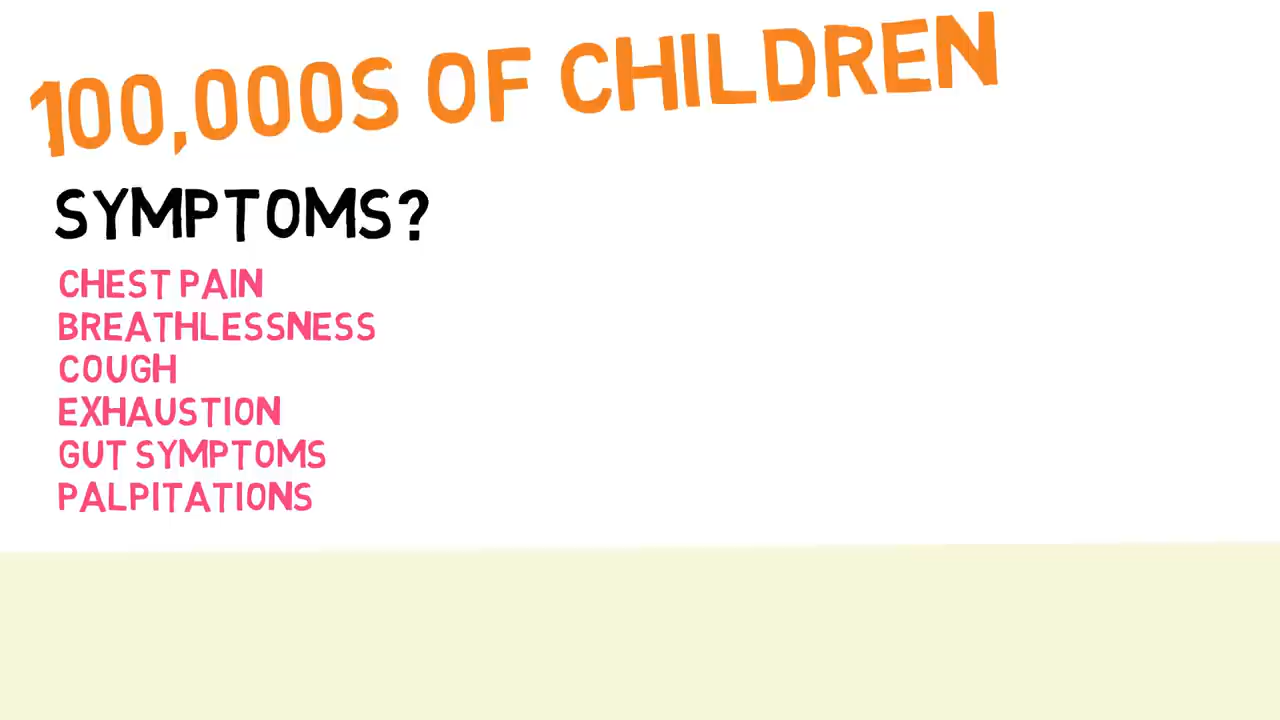 100,000S OF CHILDREN
SYMPTOMS?
CHEST PAIN
BREATHLESSNESS
COUGH
EXHAUSTION
GUT SYMPTOMS
PALPITATIONS